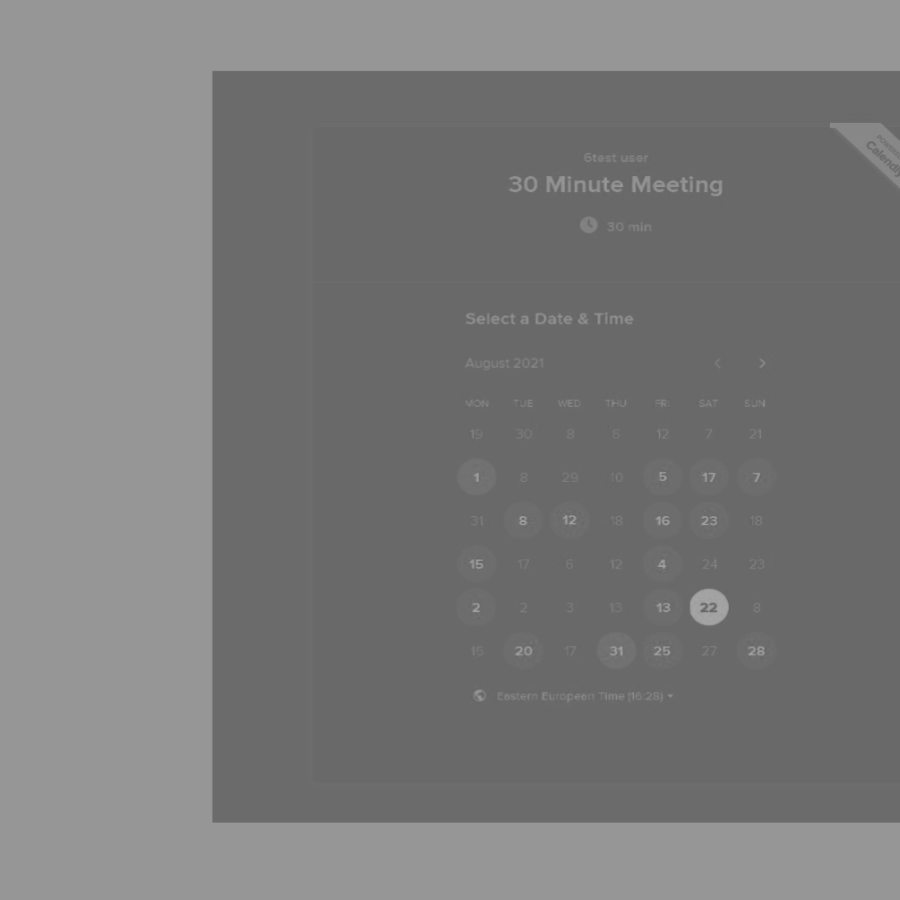 6test user
30 Minute Meeting
30 min
POWERED
Calendly
Select a Date & Time
August 2021
MON TUE WED THU FRI SAT SUN
19 30 8 6 12 7 21
1 8 29 10 5 17 7
31 8 12 18 16 23 18
15 17 6 12 4 24 23
2 2 3 13 13 22 8
15 20 17 31 25 27 28
Eastern European Time (16:28)